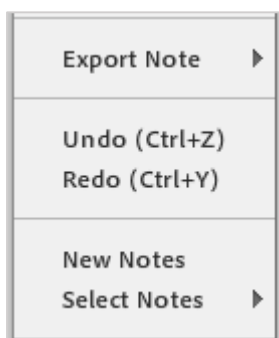 Export Note
Undo (Ctrl+Z)
Redo (Ctrl+Y)
New Notes
Select Notes